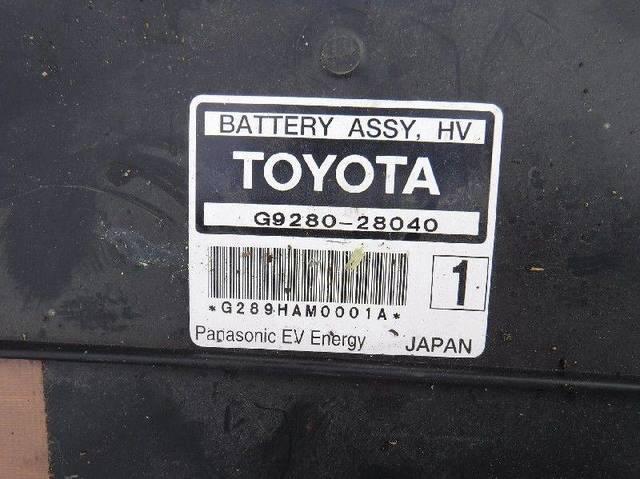 BATTERY ASSY, HV
TOYOTA
G9280-28040
1
*G289HAM0001A*
Panasonic EV Energy JAPAN